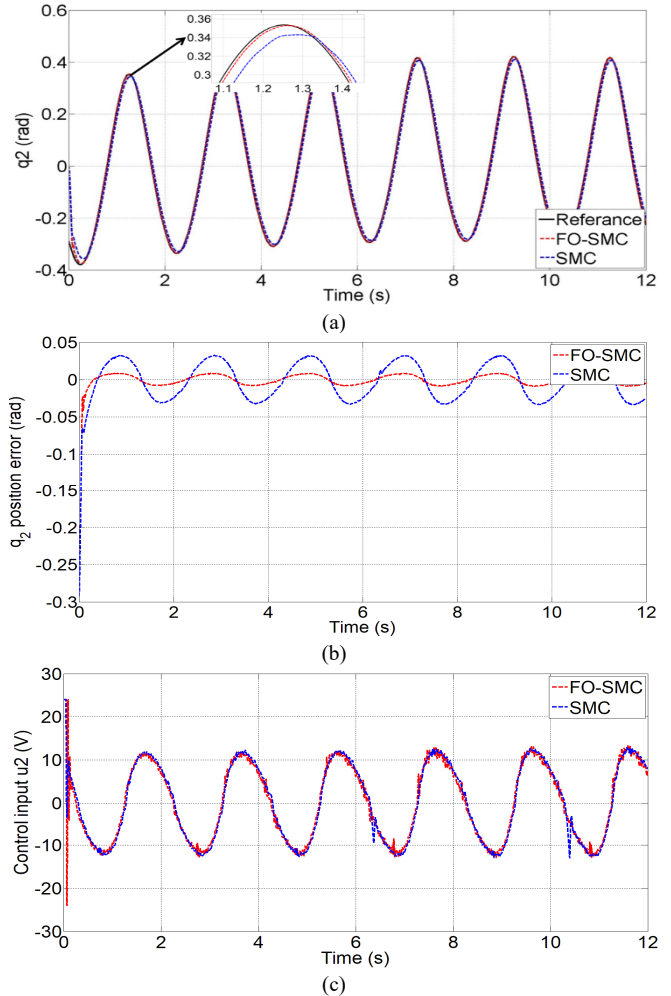 (a)
0.36
0.34
0.32
0.3
1.1
1.2
1.3
1.4
0.6
0.4
0.2
0
-0.2
-0.4
q2 (rad)
Referance
FO-SMC
SMC
0 2 4 6 8 10 12
Time (s)
(a)
0.05
0
-0.05
-0.1
-0.15
-0.2
-0.25
-0.3
q2 position error (rad)
FO-SMC
SMC
0 2 4 6 8 10 12
Time (s)
(b)
30
20
10
0
-10
-20
-30
Control input u2 (V)
FO-SMC
SMC
0 2 4 6 8 10 12
Time (s)
(c)